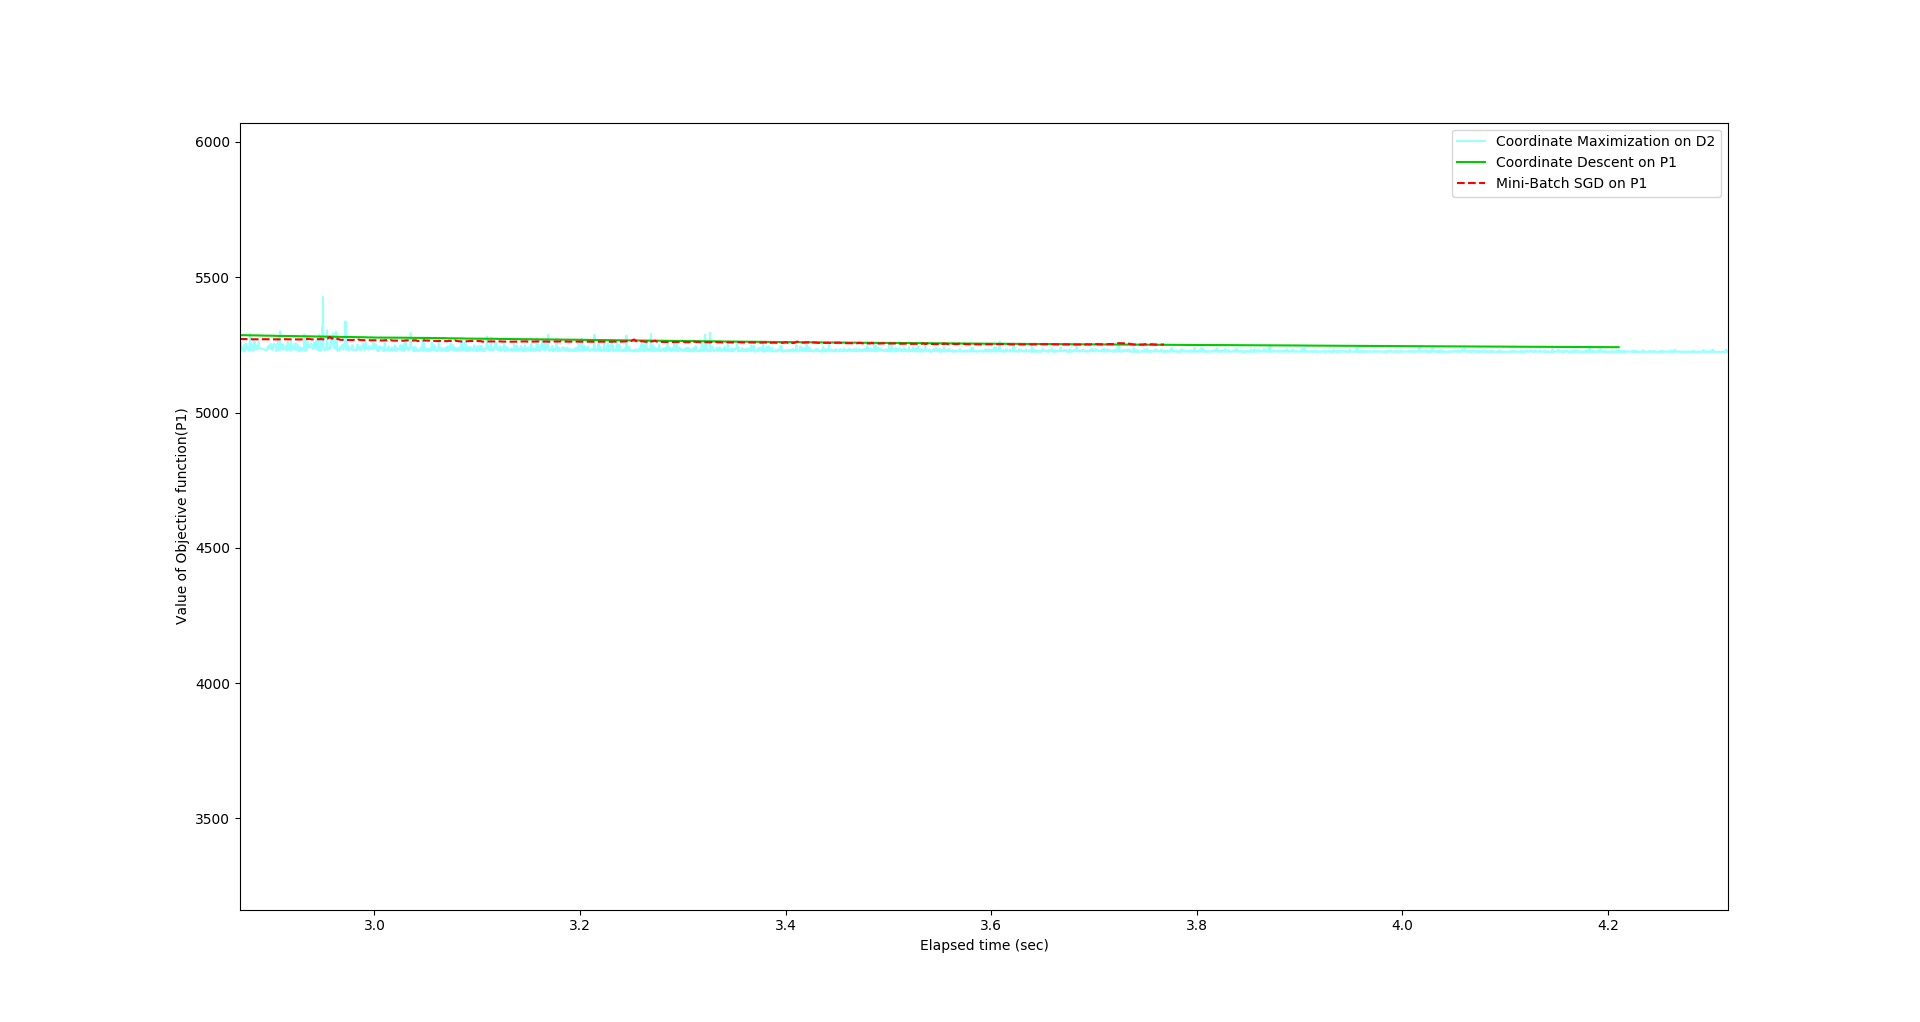 6000
5500
5000
4500
4000
3500
Value of Objective function(P1)
3.0 3.2 3.4 3.6 3.8 4.0 4.2
Elapsed time (sec)
Coordinate Maximization on D2
Coordinate Descent on P1
Mini-Batch SGD on P1